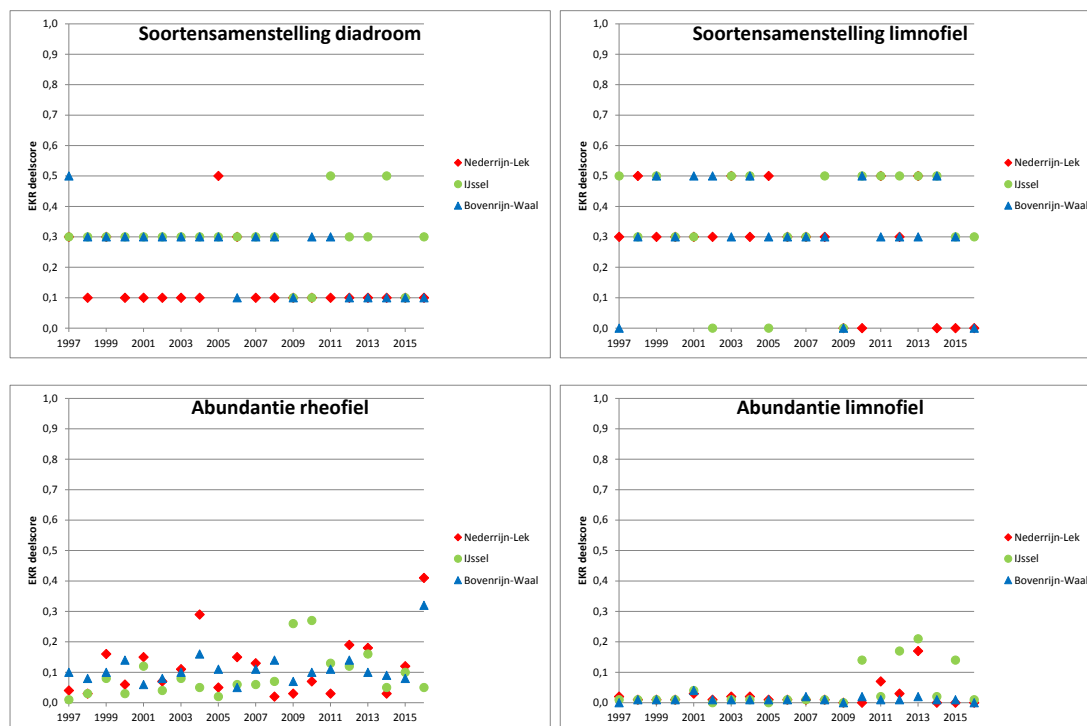 Soortensamenstelling diadroom
EKR deelscore
1,0
0,9
0,8
0,7
0,6
0,5
0,4
0,3
0,2
0,1
0,0
1997 1999 2001 2003 2005 2007 2009 2011 2013 2015
Nederrijn-Lek
IJssel
Bovenrijn-Waal
Soortensamenstelling limnofiel
EKR deelscore
1,0
0,9
0,8
0,7
0,6
0,5
0,4
0,3
0,2
0,1
0,0
1997 1999 2001 2003 2005 2007 2009 2011 2013 2015
Nederrijn-Lek
IJssel
Bovenrijn-Waal
Abundantie rheofiel
EKR deelscore
1,0
0,9
0,8
0,7
0,6
0,5
0,4
0,3
0,2
0,1
0,0
1997 1999 2001 2003 2005 2007 2009 2011 2013 2015
Nederrijn-Lek
IJssel
Bovenrijn-Waal
Abundantie limnofiel
EKR deelscore
1,0
0,9
0,8
0,7
0,6
0,5
0,4
0,3
0,2
0,1
0,0
1997 1999 2001 2003 2005 2007 2009 2011 2013 2015
Nederrijn-Lek
IJssel
Bovenrijn-Waal